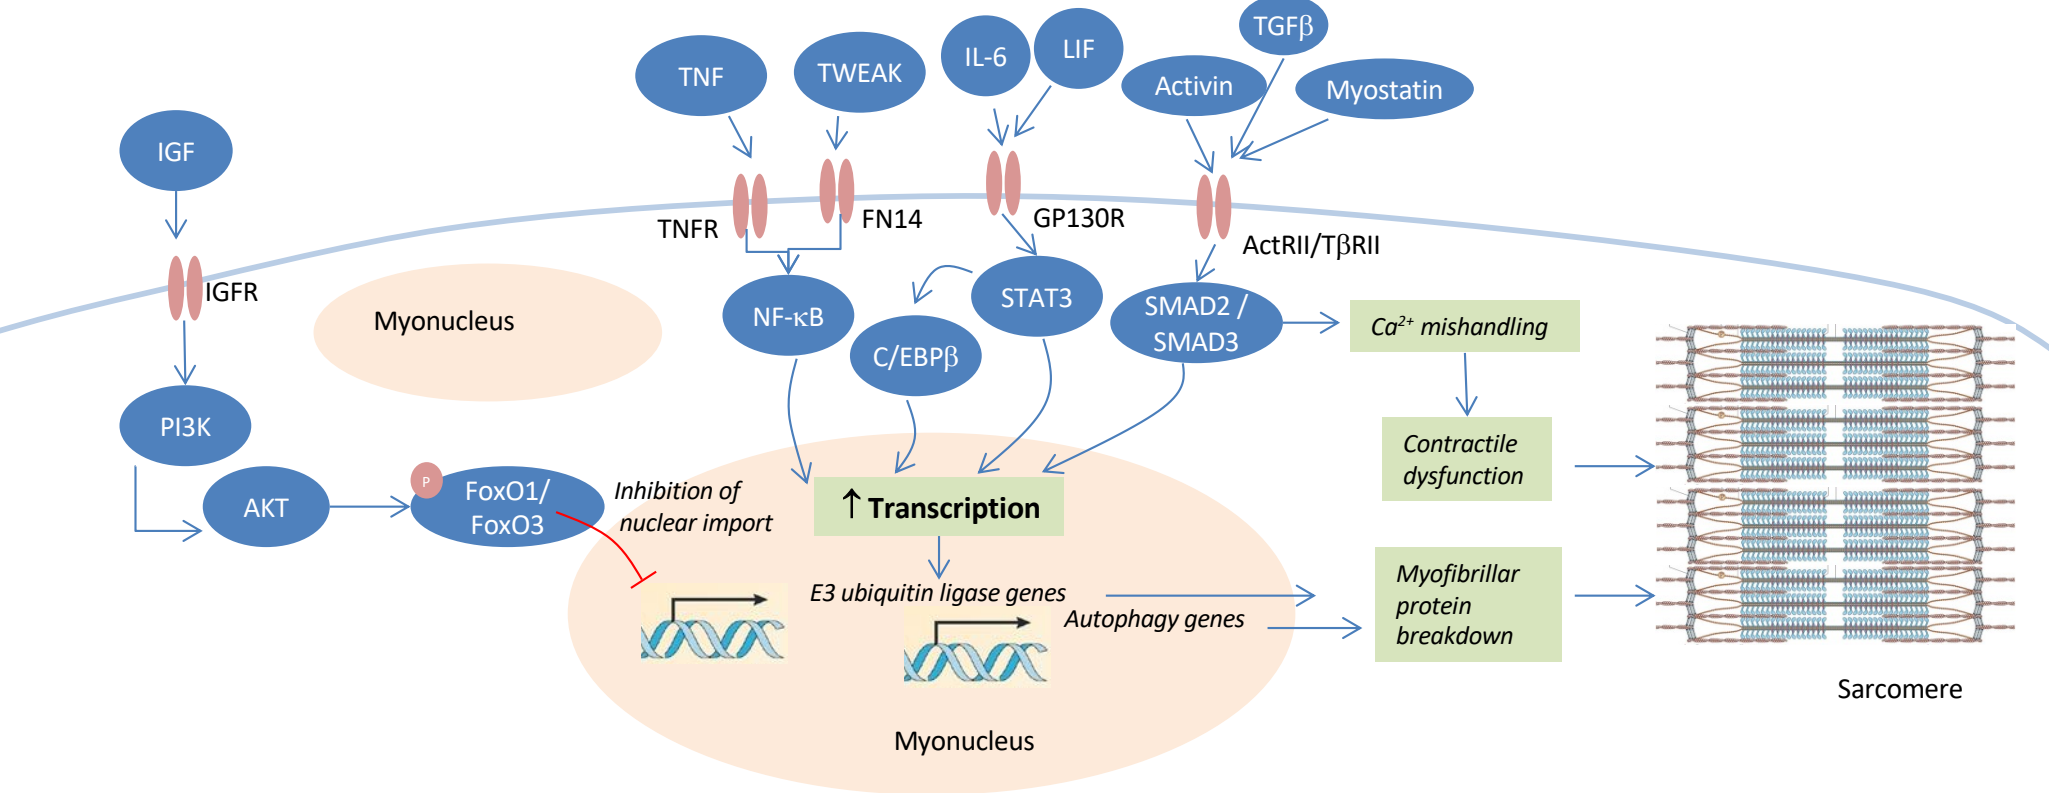 TGFβ
TNF
TWEAK
IL-6
LIF
Activin
Myostatin
IGF
TNFR
FN14
GP130R
ActRII/TβRII
IGFR
Myonucleus
NF-κB
C/EBPβ
STAT3
SMAD2 /
SMAD3
Ca²⁺ mishandling
PI3K
Contractile
dysfunction
AKT
P
FoxO1/
FoxO3
Inhibition of
nuclear import
↑ Transcription
E3 ubiquitin ligase genes
Autophagy genes
Myofibrillar
protein
breakdown
Sarcomere
Myonucleus